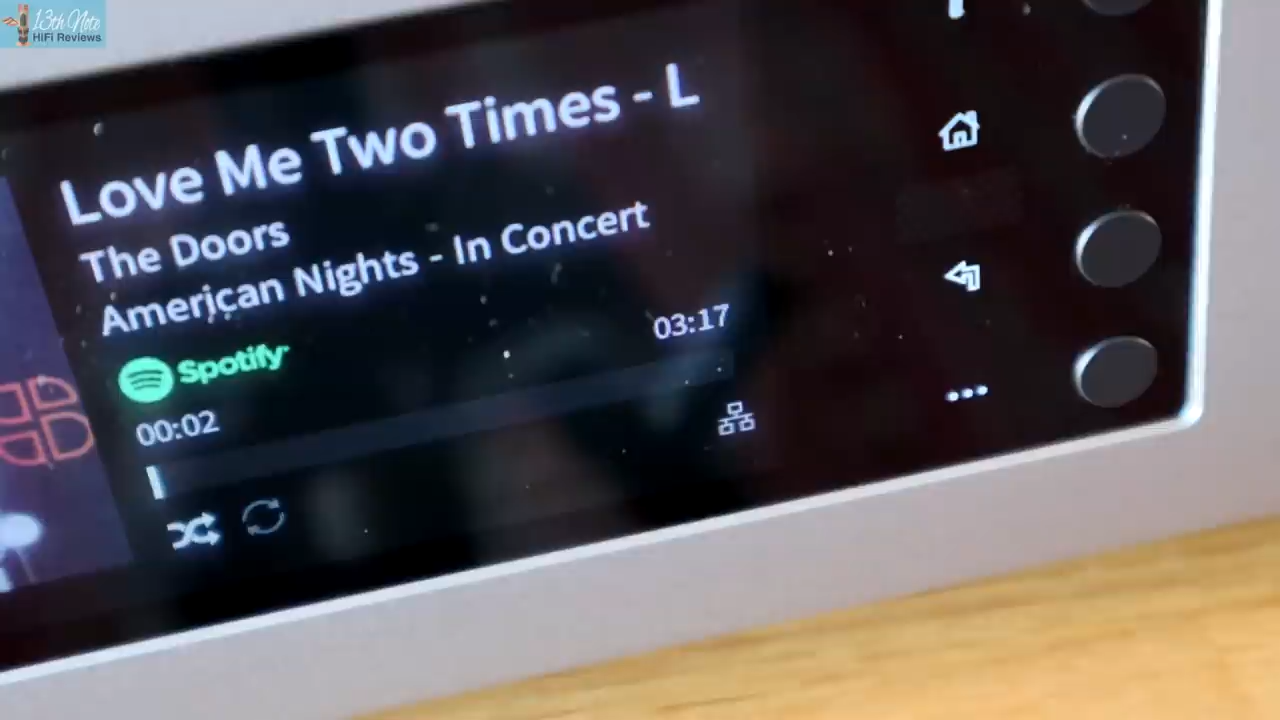 13th Note
HiFi Reviews
Love Me Two Times - L
The Doors
American Nights - In Concert
Spotify
03:17
00:02